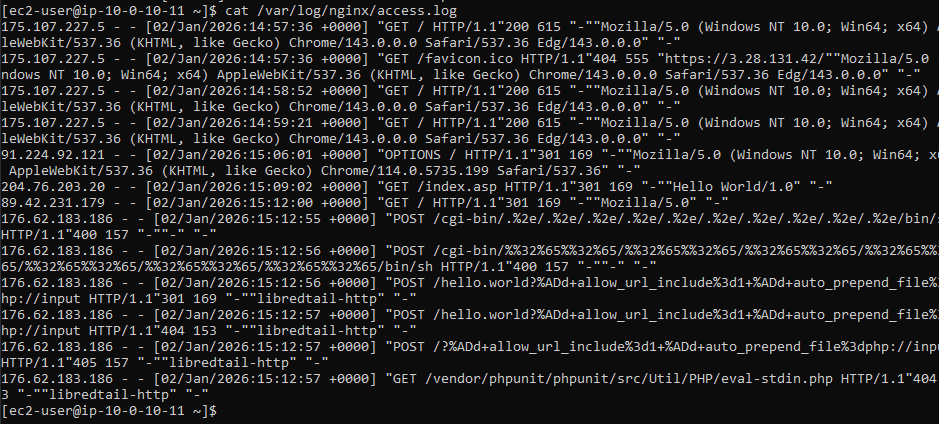 [ec2-user@ip-10-0-10-11 ~]$ cat /var/log/nginx/access.log
175.107.227.5 - - [02/Jan/2026:14:57:36 +0000] "GET / HTTP/1.1"200 615 "-""Mozilla/5.0 (Windows NT 10.0; Win64; x64) A
leWebKit/537.36 (KHTML, like Gecko) Chrome/143.0.0.0 Safari/537.36 Edg/143.0.0.0" "-"
175.107.227.5 - - [02/Jan/2026:14:57:36 +0000] "GET /favicon.ico HTTP/1.1"404 555 "https://3.28.131.42/""Mozilla/5.0
ndows NT 10.0; Win64; x64) AppleWebKit/537.36 (KHTML, like Gecko) Chrome/143.0.0.0 Safari/537.36 Edg/143.0.0.0" "-"
175.107.227.5 - - [02/Jan/2026:14:58:52 +0000] "GET / HTTP/1.1"200 615 "-""Mozilla/5.0 (Windows NT 10.0; Win64; x64) A
leWebKit/537.36 (KHTML, like Gecko) Chrome/143.0.0.0 Safari/537.36 Edg/143.0.0.0" "-"
175.107.227.5 - - [02/Jan/2026:14:59:21 +0000] "GET / HTTP/1.1"200 615 "-""Mozilla/5.0 (Windows NT 10.0; Win64; x64) A
leWebKit/537.36 (KHTML, like Gecko) Chrome/143.0.0.0 Safari/537.36 Edg/143.0.0.0" "-"
91.224.92.121 - - [02/Jan/2026:15:06:01 +0000] "OPTIONS / HTTP/1.1"301 169 "-""Mozilla/5.0 (Windows NT 10.0; Win64; x
 AppleWebKit/537.36 (KHTML, like Gecko) Chrome/114.0.5735.199 Safari/537.36" "-"
204.76.203.20 - - [02/Jan/2026:15:09:02 +0000] "GET /index.asp HTTP/1.1"301 169 "-""Hello World/1.0" "-"
89.42.231.179 - - [02/Jan/2026:15:12:00 +0000] "GET / HTTP/1.1"301 169 "-""Mozilla/5.0" "-"
176.62.183.186 - - [02/Jan/2026:15:12:55 +0000] "POST /cgi-bin/.%2e/.%2e/.%2e/.%2e/.%2e/.%2e/.%2e/.%2e/.%2e/.%2e/bin/s
HTTP/1.1"400 157 "-""-" "-"
176.62.183.186 - - [02/Jan/2026:15:12:56 +0000] "POST /cgi-bin/%%32%65%%32%65/%%32%65%%32%65/%%32%65%%32%65/%%32%65%%3
65/%%32%65%%32%65/%%32%65%%32%65/%%32%65%%32%65/bin/sh HTTP/1.1"400 157 "-""-" "-"
176.62.183.186 - - [02/Jan/2026:15:12:56 +0000] "POST /hello.world?%ADd+allow_url_include%3d1+%ADd+auto_prepend_file%
hp://input HTTP/1.1"301 169 "-""libredtail-http" "-"
176.62.183.186 - - [02/Jan/2026:15:12:57 +0000] "POST /hello.world?%ADd+allow_url_include%3d1+%ADd+auto_prepend_file%
hp://input HTTP/1.1"404 153 "-""libredtail-http" "-"
176.62.183.186 - - [02/Jan/2026:15:12:57 +0000] "POST /?%ADd+allow_url_include%3d1+%ADd+auto_prepend_file%3dphp://inpu
HTTP/1.1"405 157 "-""libredtail-http" "-"
176.62.183.186 - - [02/Jan/2026:15:12:57 +0000] "GET /vendor/phpunit/phpunit/src/Util/PHP/eval-stdin.php HTTP/1.1"404
3 "-""libredtail-http" "-"
[ec2-user@ip-10-0-10-11 ~]$